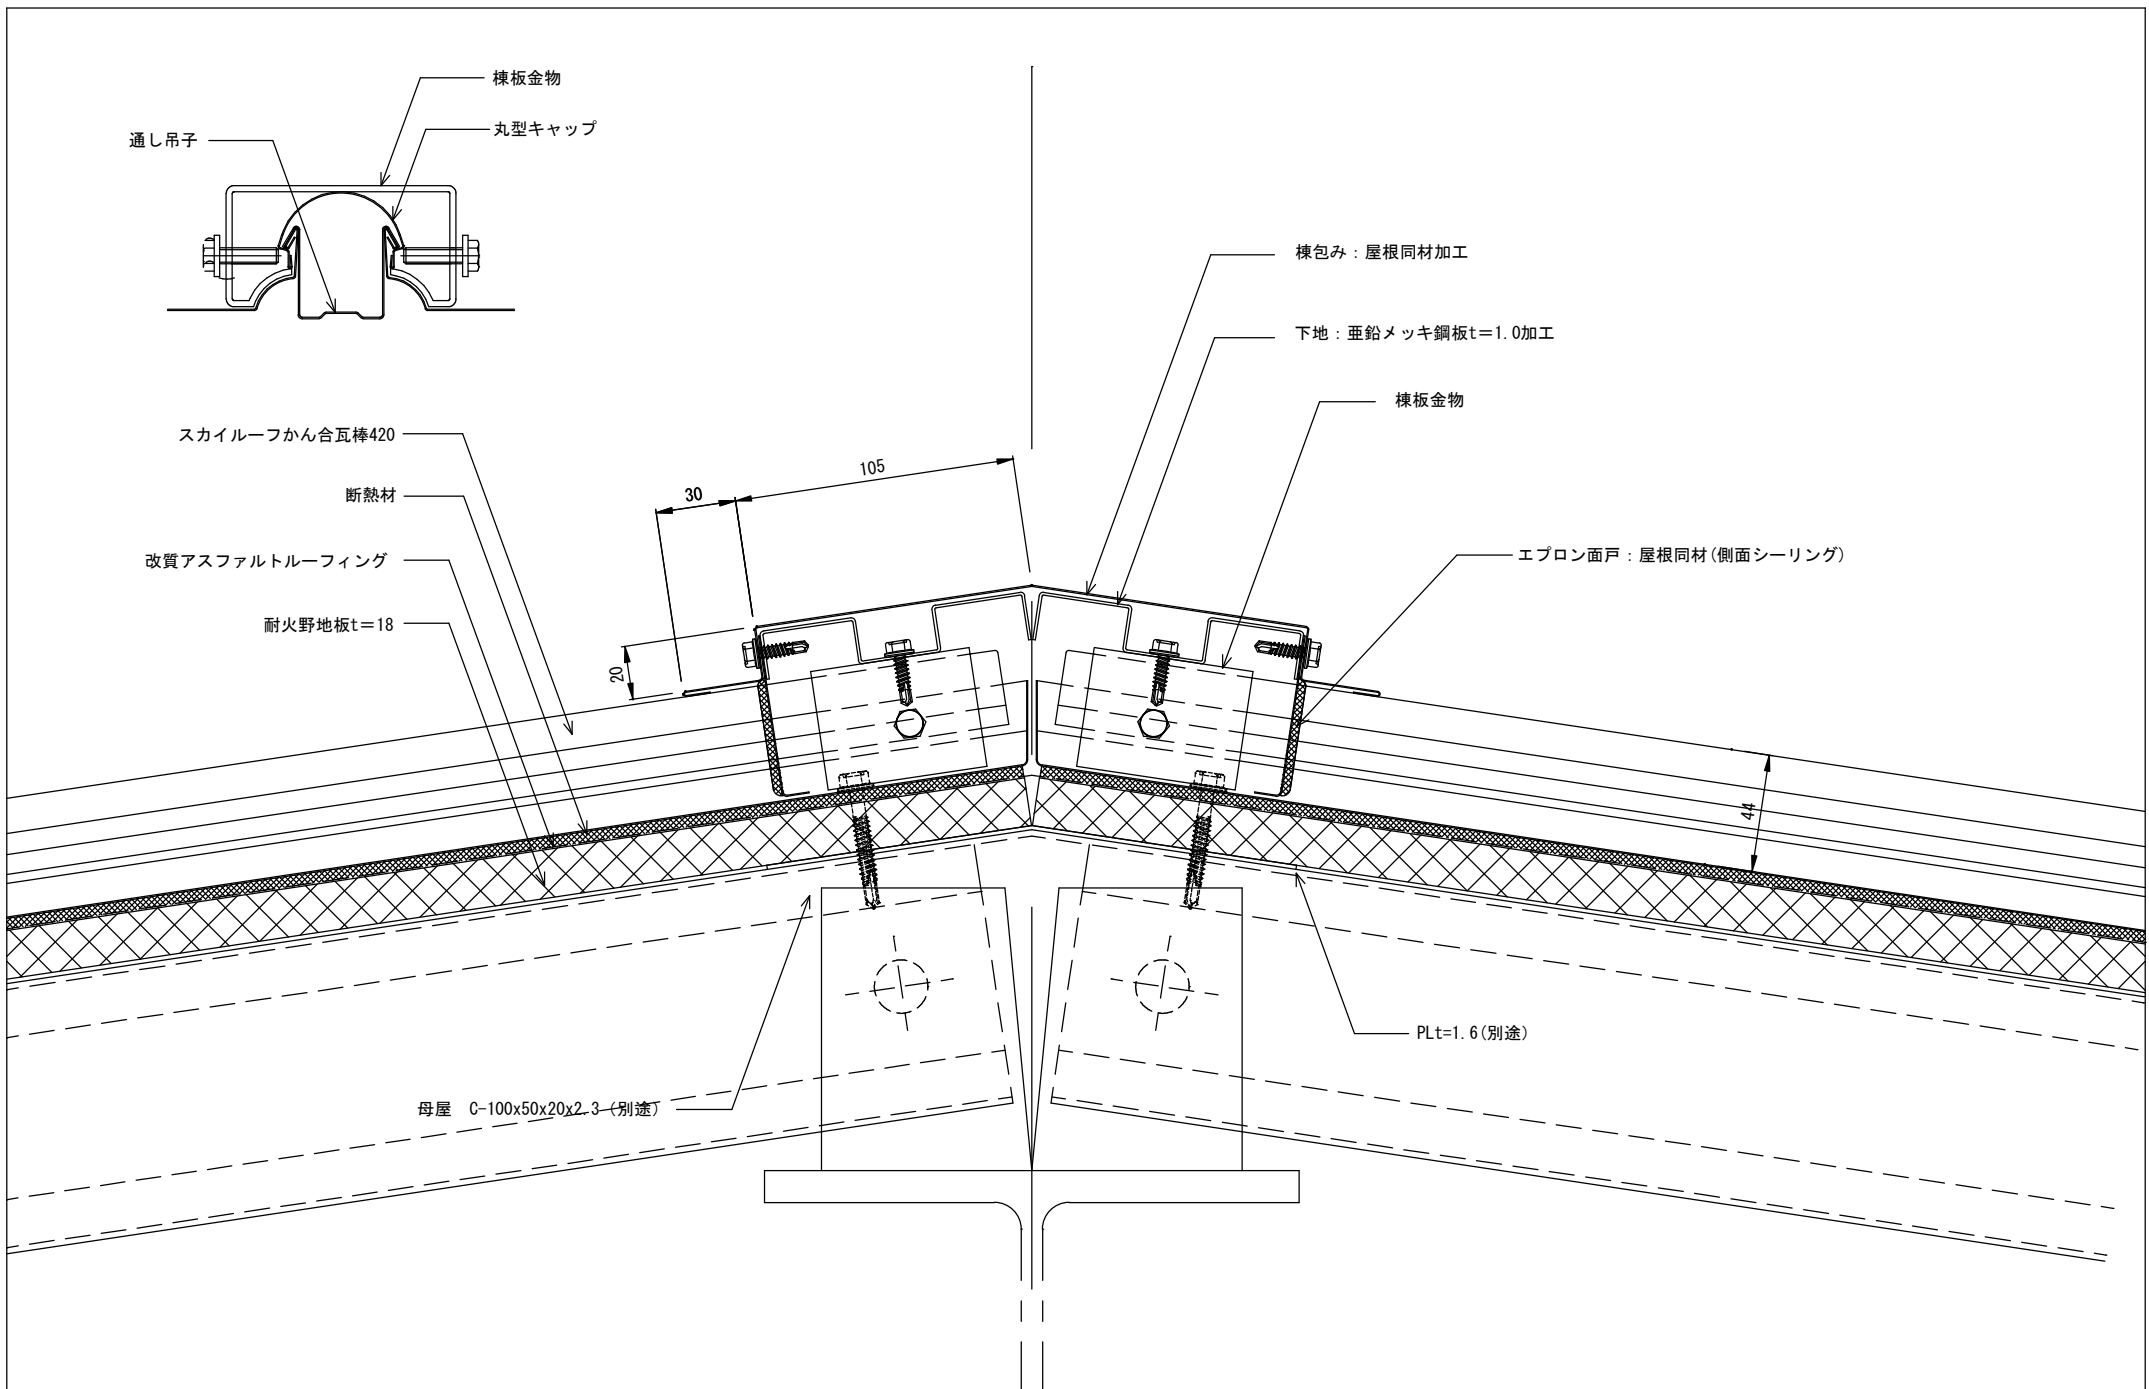 棟板金物
丸型キャップ
通し吊子
棟包み：屋根同材加工
下地：亜鉛メッキ鋼板t＝1.0加工
棟板金物
スカイルーフかん合瓦棒420
105
30
断熱材
エプロン面戸：屋根同材(側面シーリング)
改質アスファルトルーフィング
耐火野地板t＝18
20
44
PLt=1.6(別途)
母屋　C-100x50x20x2.3（別途）